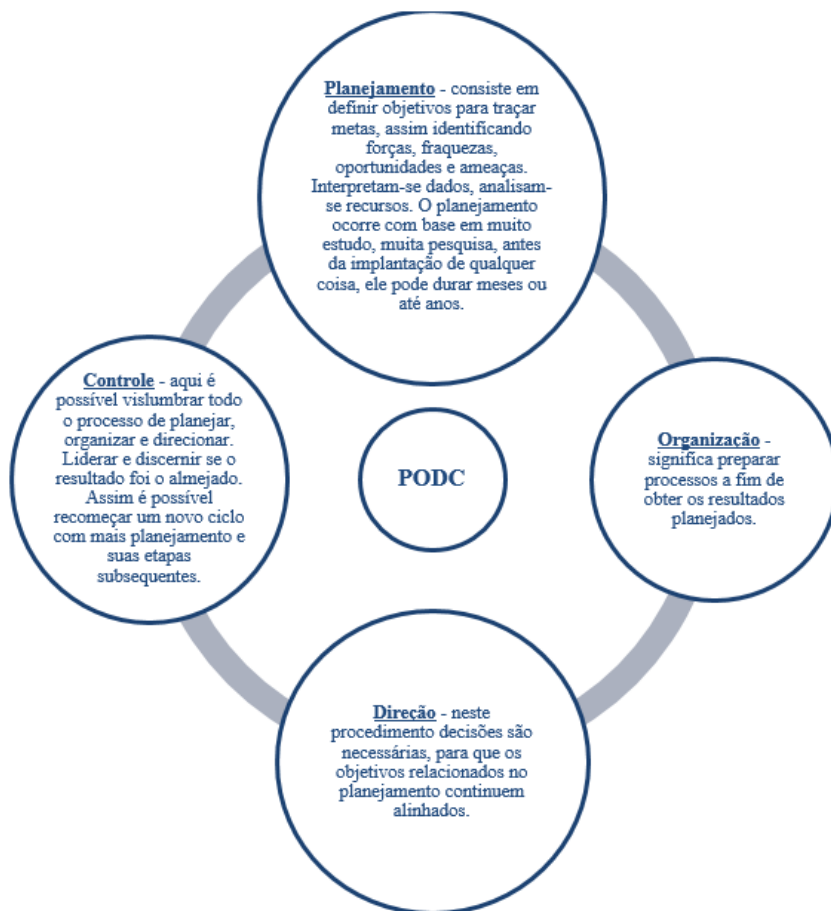 Planejamento - consiste em
definir objetivos para traçar
metas, assim identificando
forças, fraquezas,
oportunidades e ameaças.
Interpretam-se dados, analisam-
se recursos. O planejamento
ocorre com base em muito
estudo, muita pesquisa, antes
da implantação de qualquer
coisa, ele pode durar meses ou
até anos.
Controle - aqui é
possível vislumbrar todo
o processo de planejar,
organizar e direcionar.
Liderar e discernir se o
resultado foi o almejado.
Assim é possível
recomeçar um novo ciclo
com mais planejamento e
suas etapas
subsequentes.
PODC
Organização -
significa preparar
processos a fim de
obter os resultados
planejados.
Direção - neste
procedimento decisões são
necessárias, para que os
objetivos relacionados no
planejamento continuem
alinhados.